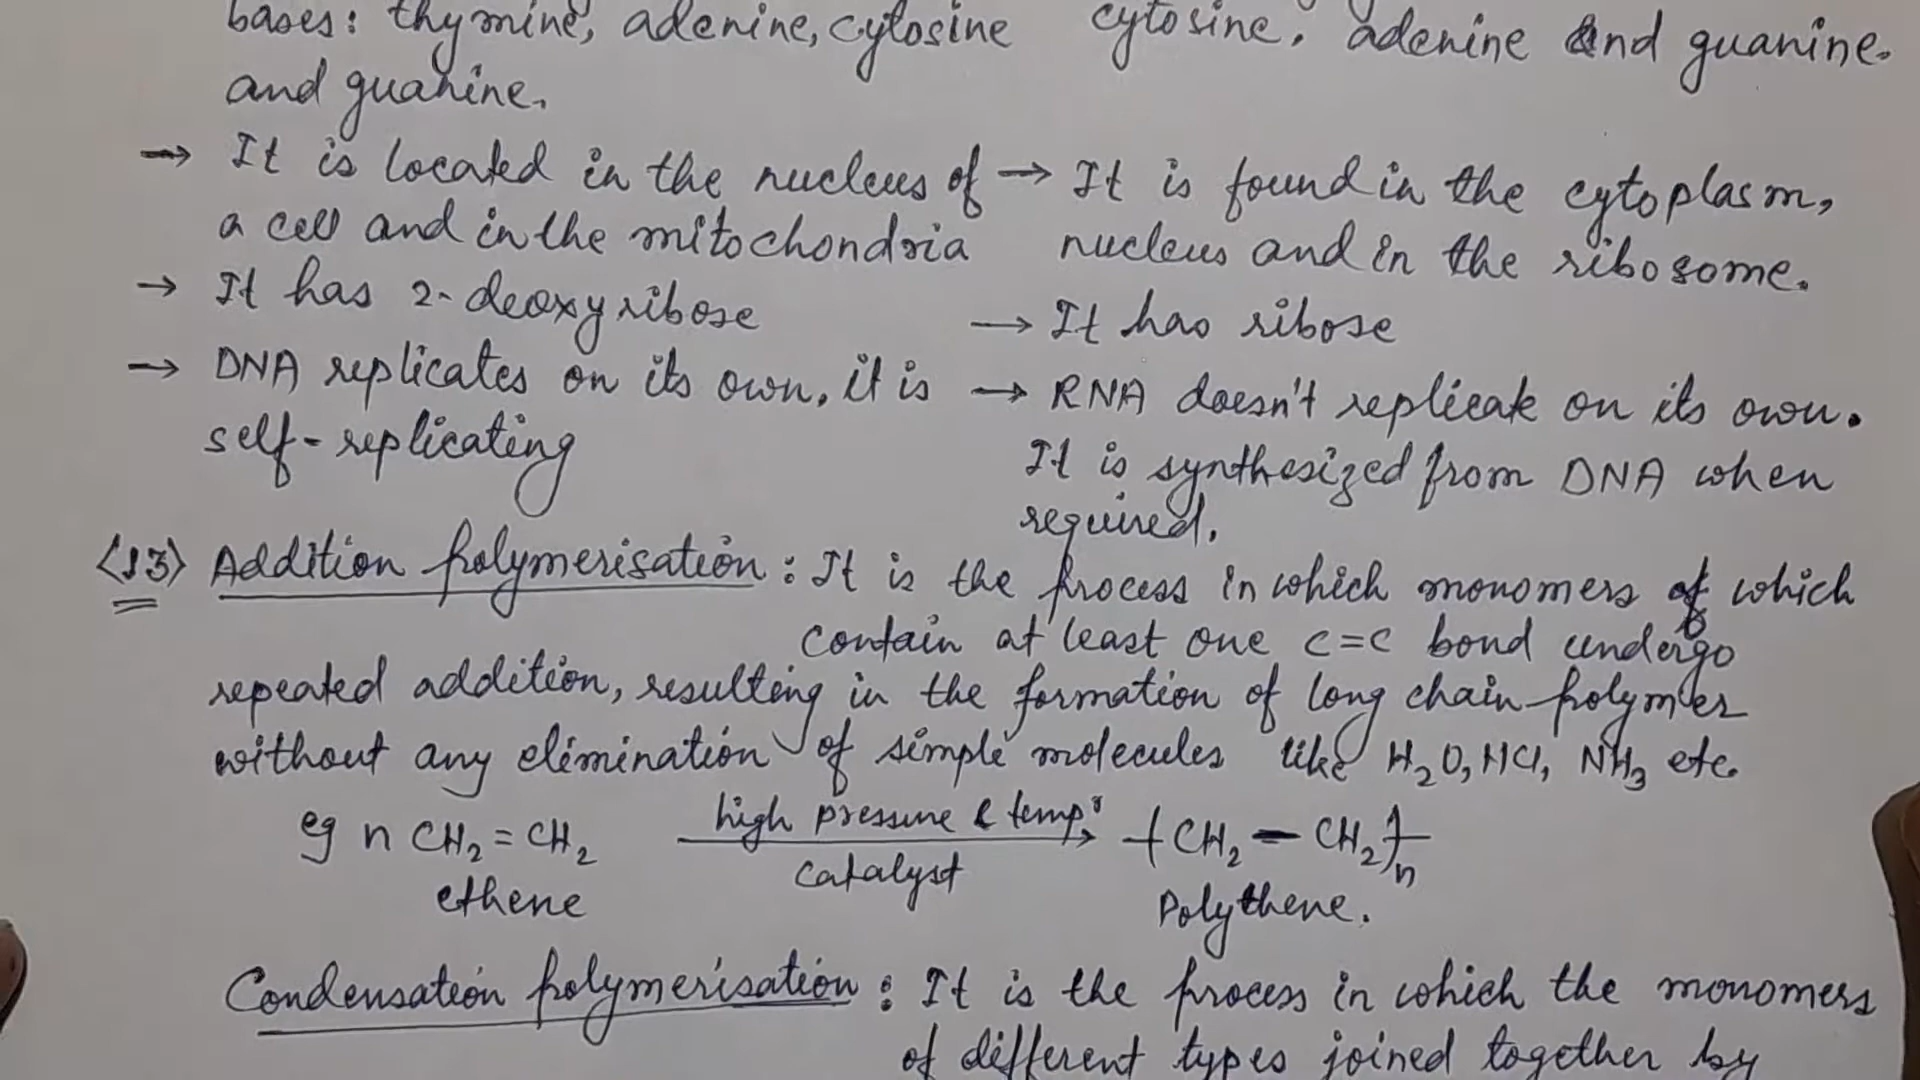 bases: thymine, adenine, cytosine
and guanine.
→ It is located in the nucleus of
a cell and in the mitochondria
→ It has 2-deoxyribose
→ DNA replicates on its own, it is
self-replicating
cytosine, adenine and guanine.
→ It is found in the cytoplasm,
nucleus and in the ribosome.
→ It has ribose
→ RNA doesn't replicate on its own.
It is synthesized from DNA when
required.
<13> Addition polymerisation: It is the process in which monomers of which
contain at least one C=C bond undergo
repeated addition, resulting in the formation of long chain polymer
without any elimination of simple molecules like H₂O, HCl, NH₃ etc.
eg n CH₂=CH₂ high pressure & temp. → -(CH₂-CH₂)-n
catalyst
ethene Polythene.
Condensation polymerisation: It is the process in which the monomers
of different types joined together by